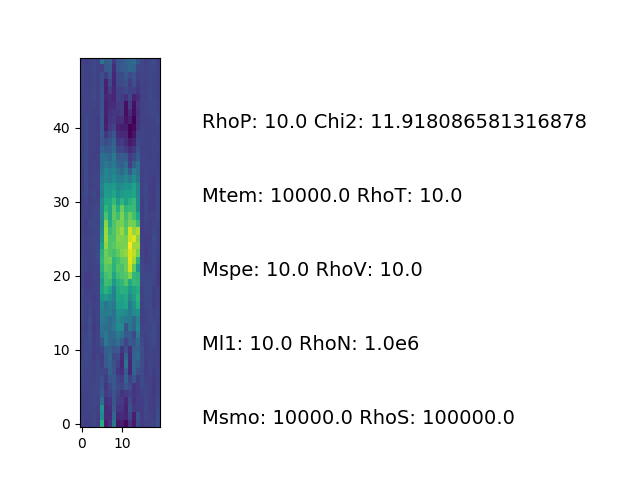 40
30
20
10
0
0 10
RhoP: 10.0 Chi2: 11.918086581316878
Mtem: 10000.0 RhoT: 10.0
Mspe: 10.0 RhoV: 10.0
Ml1: 10.0 RhoN: 1.0e6
Msmo: 10000.0 RhoS: 100000.0